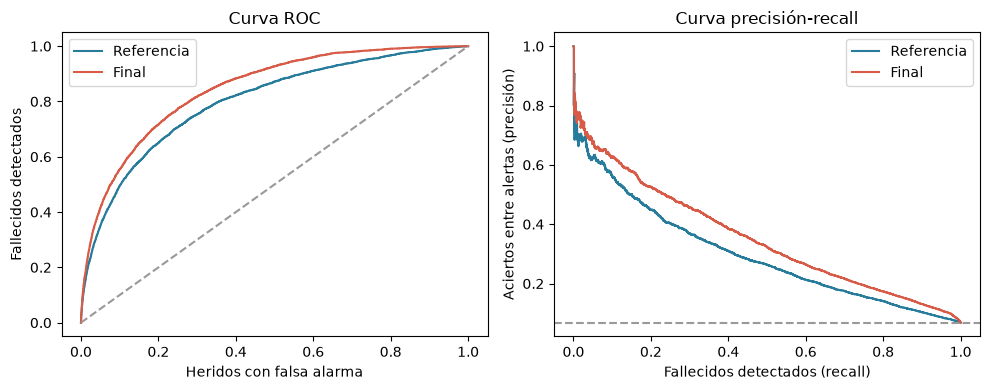 Curva ROC
Referencia
Final
Fallecidos detectados
1.0
0.8
0.6
0.4
0.2
0.0
0.0 0.2 0.4 0.6 0.8 1.0
Heridos con falsa alarma
Curva precisión-recall
Referencia
Final
Aciertos entre alertas (precisión)
1.0
0.8
0.6
0.4
0.2
0.0 0.2 0.4 0.6 0.8 1.0
Fallecidos detectados (recall)